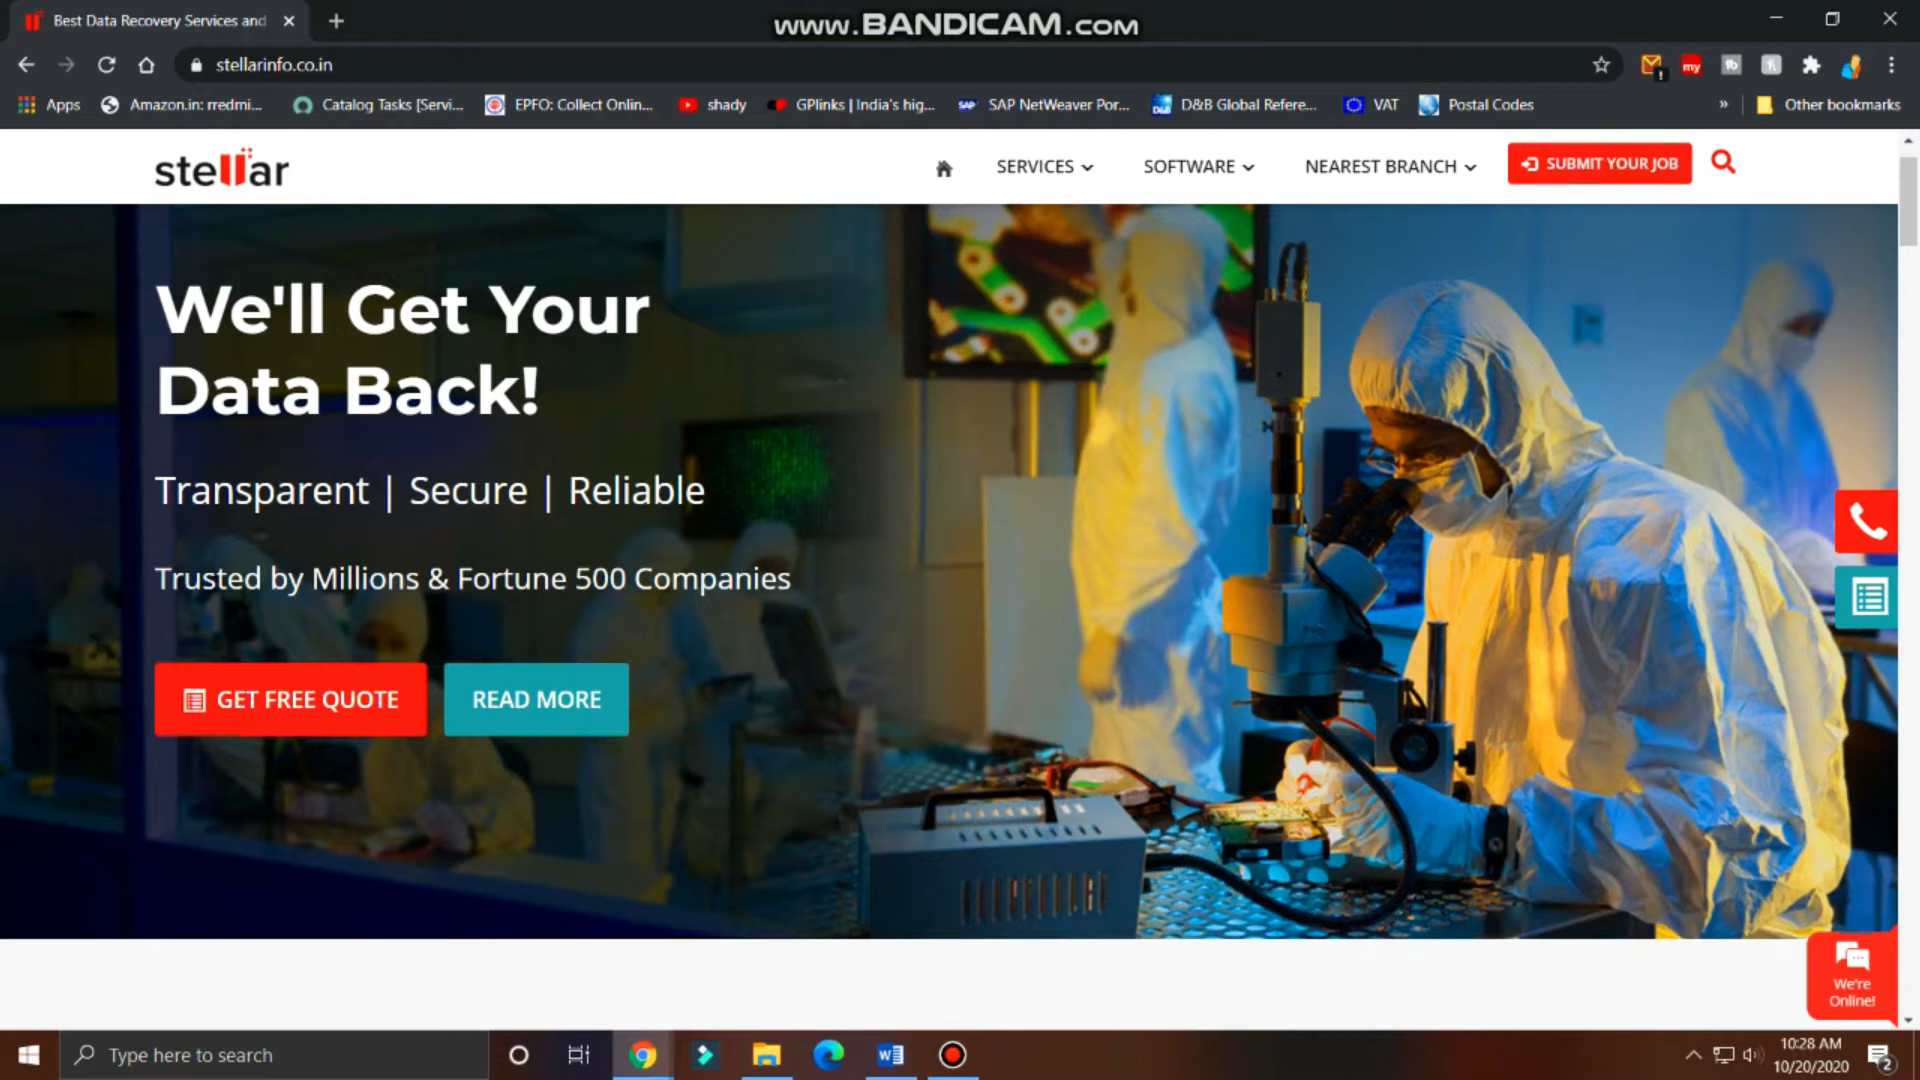 Best Data Recovery Services and
www.BANDICAM.com
stellarinfo.co.in
Apps
Amazon.in: rredmi...
Catalog Tasks [Servi...
EPFO: Collect Onlin...
shady
GPlinks | India's hig...
SAP NetWeaver Por...
D&B Global Refere...
VAT
Postal Codes
»
Other bookmarks
stellar
SERVICES
SOFTWARE
NEAREST BRANCH
SUBMIT YOUR JOB
We'll Get Your
Data Back!
Transparent | Secure | Reliable
Trusted by Millions & Fortune 500 Companies
GET FREE QUOTE
READ MORE
We're
Online!
Type here to search
10:28 AM
10/20/2020
2